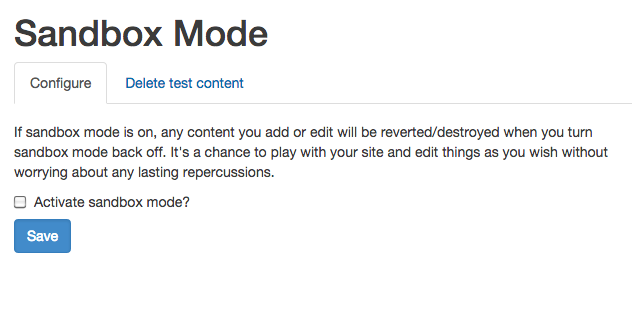 Sandbox Mode
Configure
Delete test content
If sandbox mode is on, any content you add or edit will be reverted/destroyed when you turn
sandbox mode back off. It's a chance to play with your site and edit things as you wish without
worrying about any lasting repercussions.
Activate sandbox mode?
Save